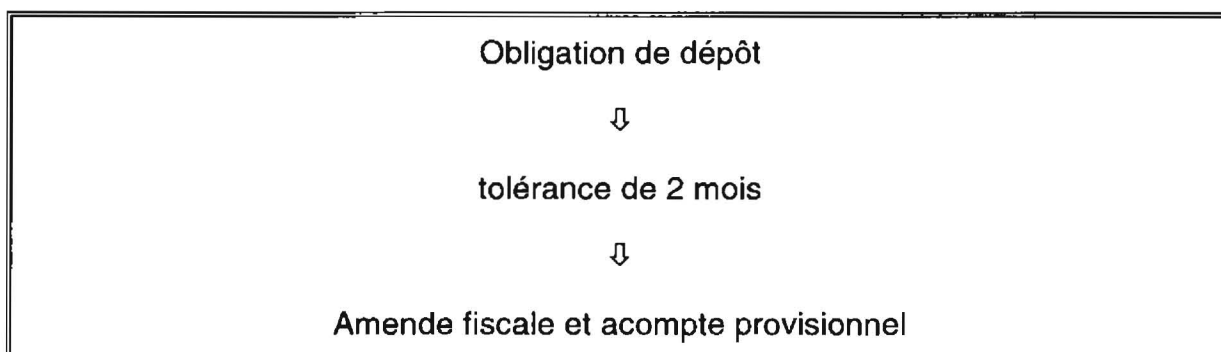 Obligation de dépôt
⇩
tolérance de 2 mois
⇩
Amende fiscale et acompte provisionnel